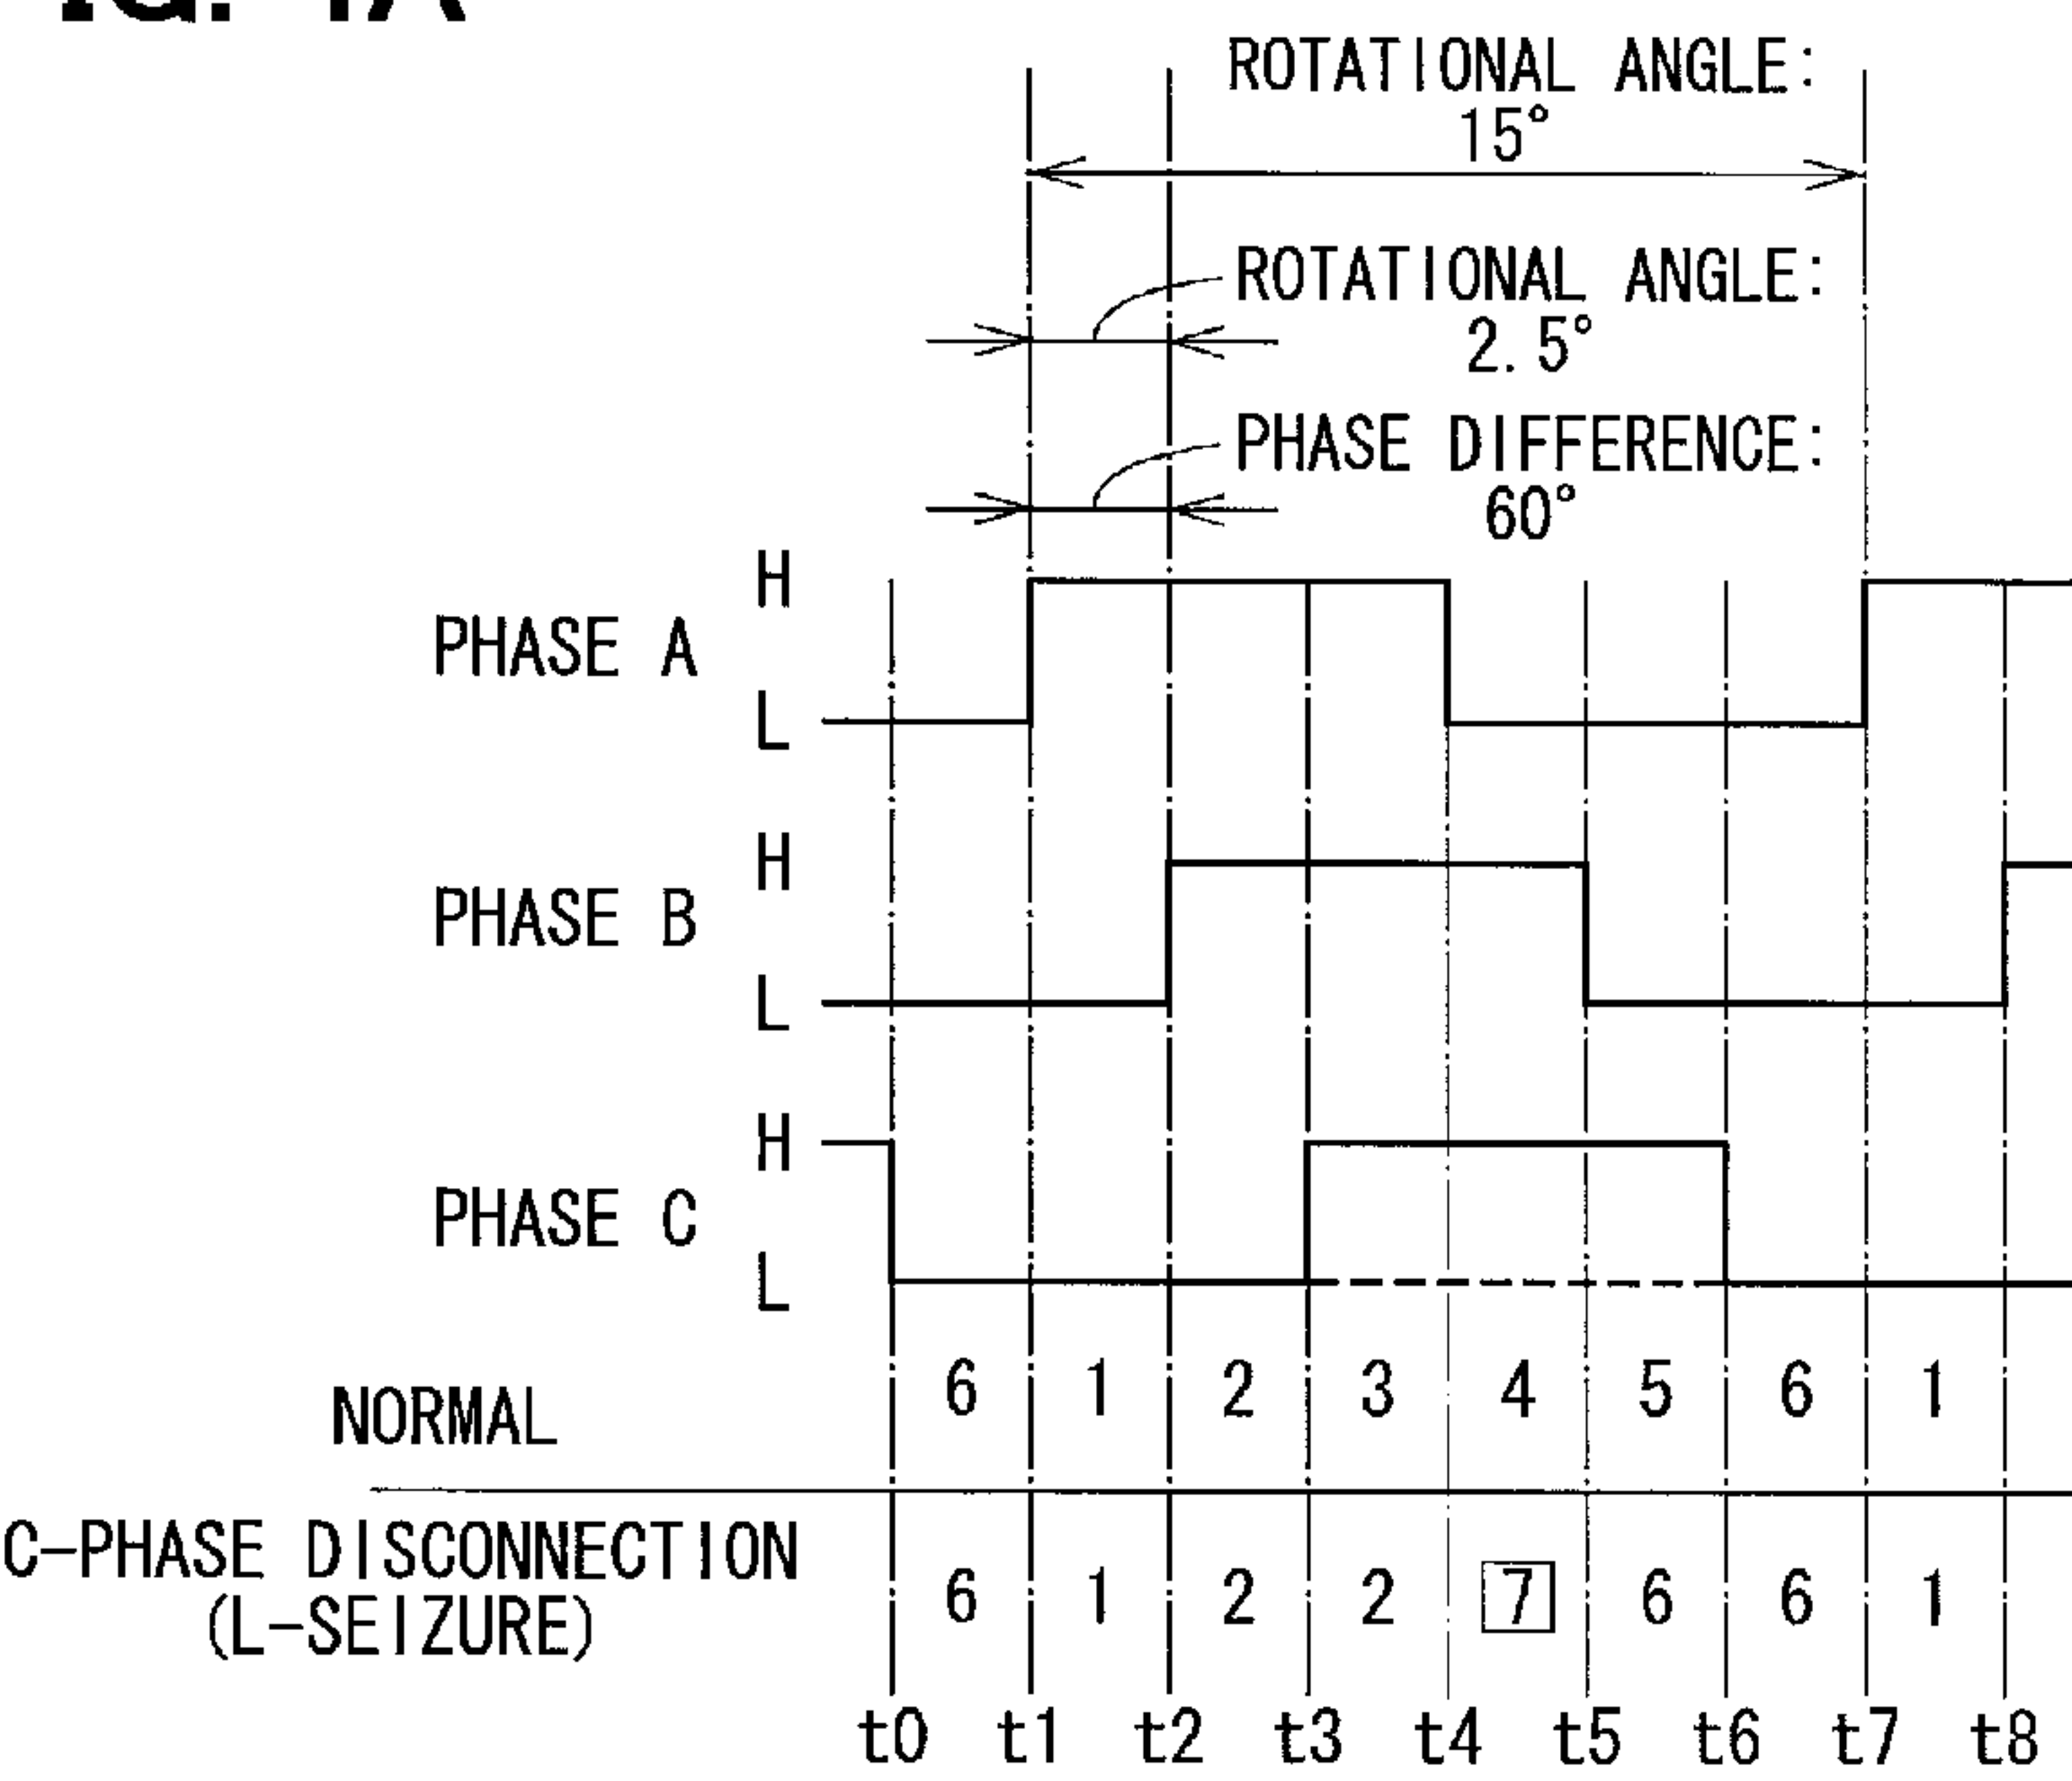 ROTATIONAL ANGLE:
15°
ROTATIONAL ANGLE:
2.5°
PHASE DIFFERENCE:
60°
H
PHASE A
L
H
PHASE B
L
H
PHASE C
L
NORMAL 6 1 2 3 4 5 6 1
C-PHASE DISCONNECTION
(L-SEIZURE) 6 1 2 2 7 6 6 1
t0 t1 t2 t3 t4 t5 t6 t7 t8